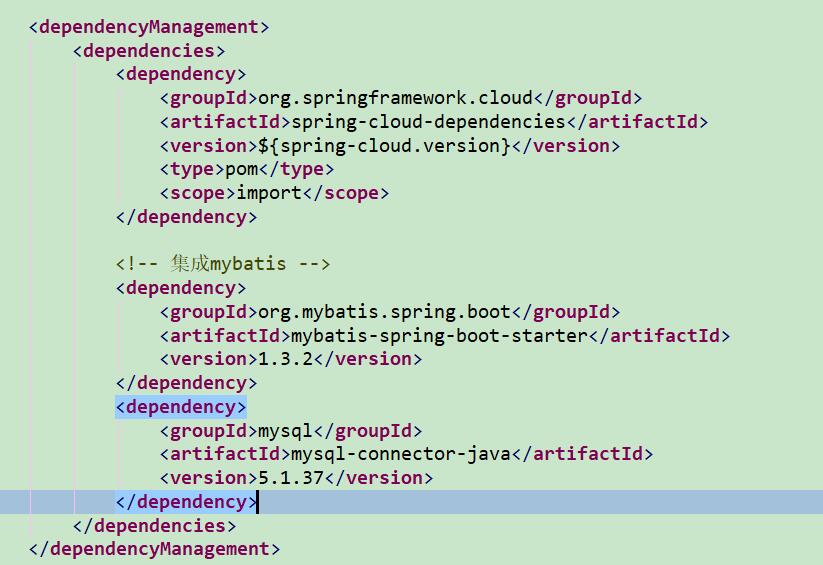 <dependencyManagement>
<dependencies>
<dependency>
<groupId>org.springframework.cloud</groupId>
<artifactId>spring-cloud-dependencies</artifactId>
<version>${spring-cloud.version}</version>
<type>pom</type>
<scope>import</scope>
</dependency>
<!-- 集成mybatis -->
<dependency>
<groupId>org.mybatis.spring.boot</groupId>
<artifactId>mybatis-spring-boot-starter</artifactId>
<version>1.3.2</version>
</dependency>
<dependency>
<groupId>mysql</groupId>
<artifactId>mysql-connector-java</artifactId>
<version>5.1.37</version>
</dependency>
</dependencies>
</dependencyManagement>